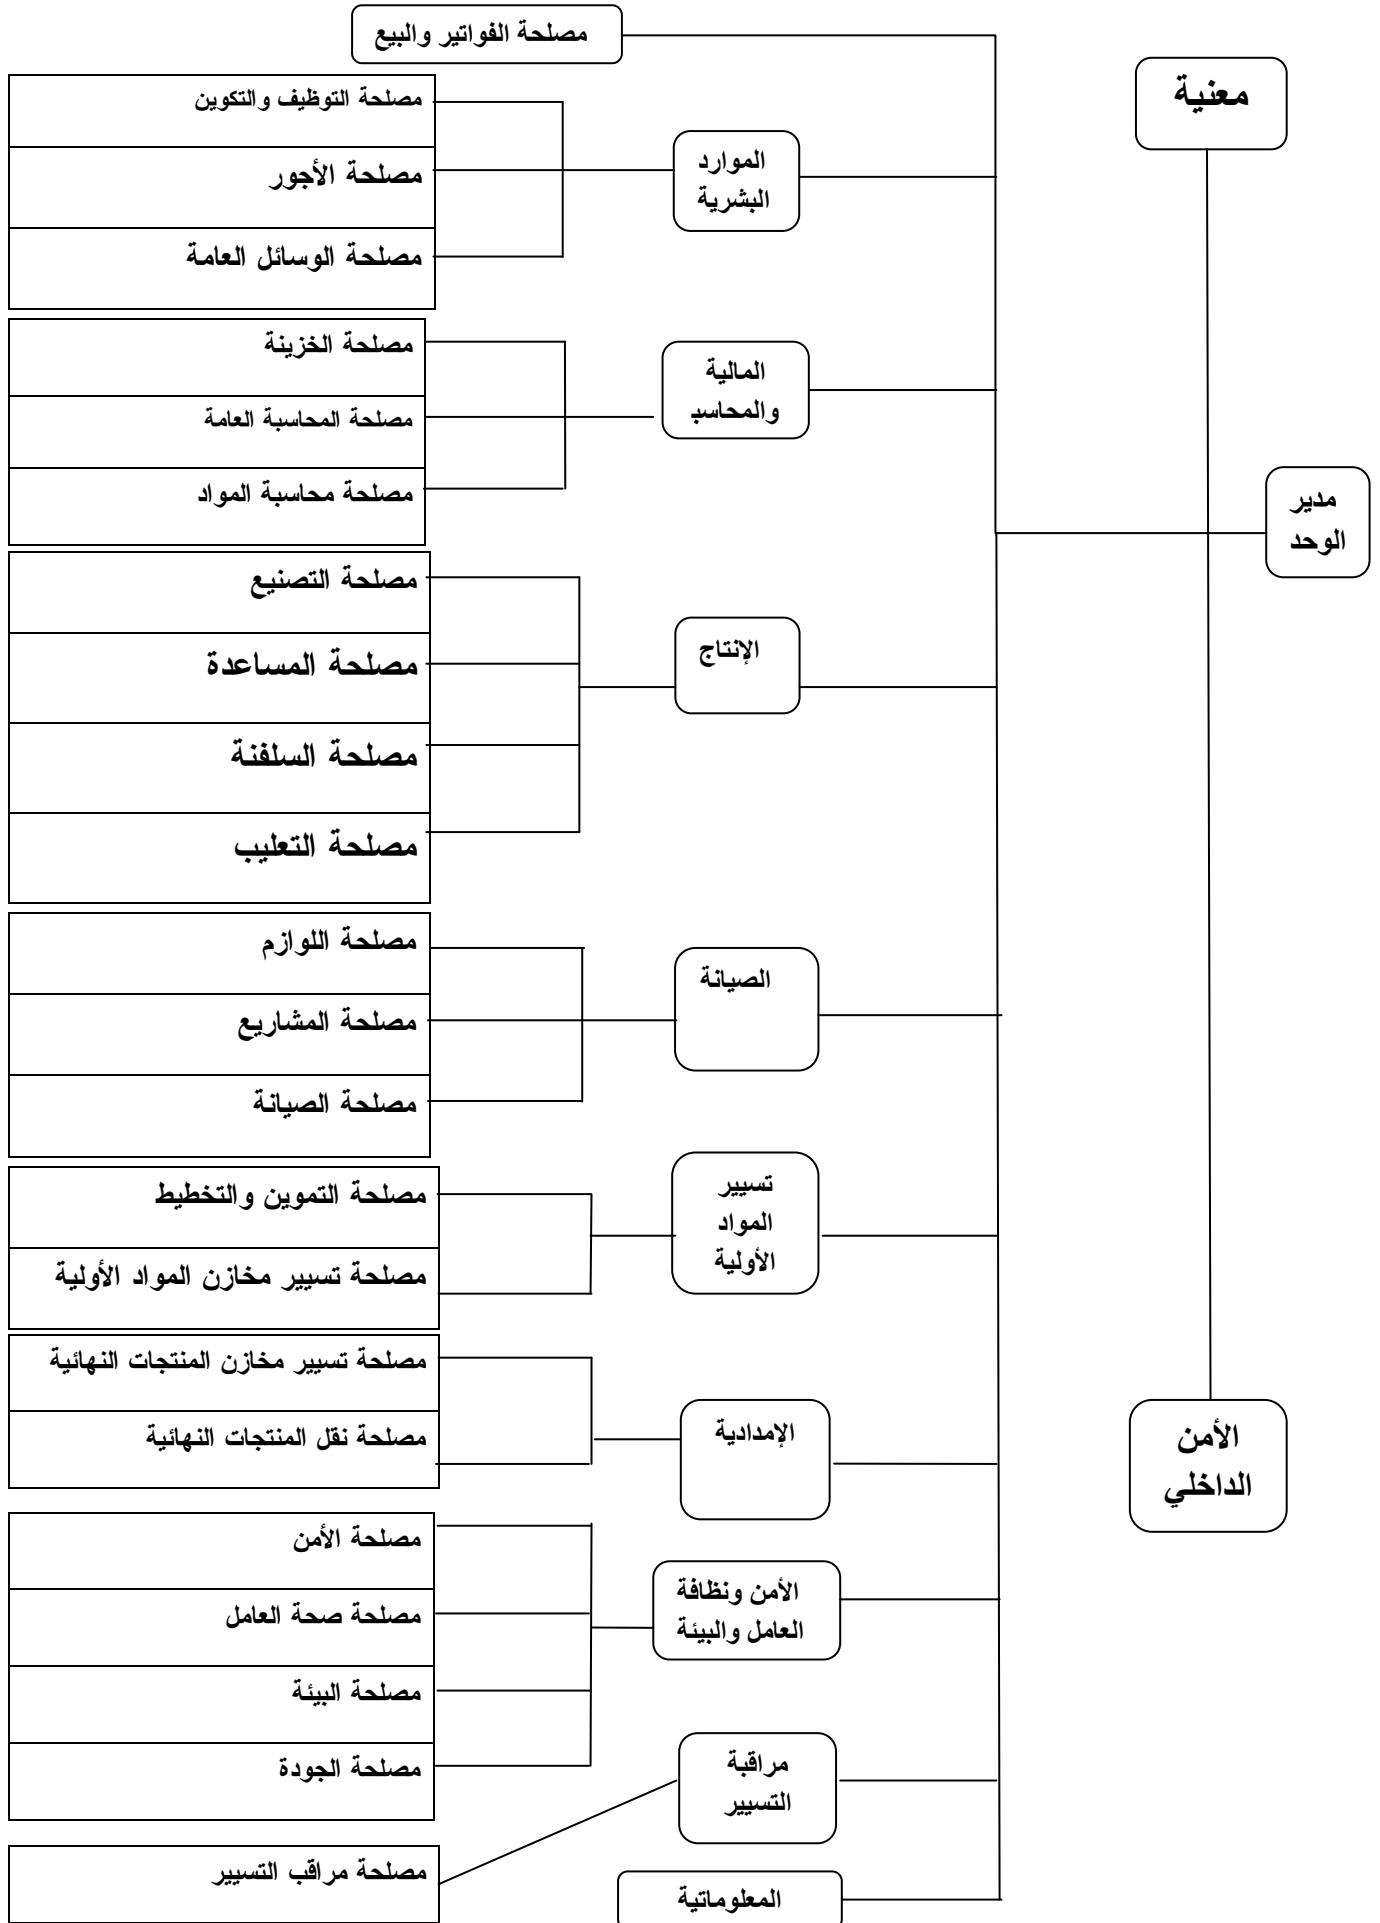 مصلحة الفواتير والبيع
معنية
مدير
الوحد
الأمن
الداخلي
الموارد
البشرية
مصلحة التوظيف والتكوين
مصلحة الأجور
مصلحة الوسائل العامة
المالية
والمحاسب
مصلحة الخزينة
مصلحة المحاسبة العامة
مصلحة محاسبة المواد
الإنتاج
مصلحة التصنيع
مصلحة المساعدة
مصلحة السلفنة
مصلحة التعليب
الصيانة
مصلحة اللوازم
مصلحة المشاريع
مصلحة الصيانة
تسيير
المواد
الأولية
مصلحة التموين والتخطيط
مصلحة تسيير مخازن المواد الأولية
الإمدادية
مصلحة تسيير مخازن المنتجات النهائية
مصلحة نقل المنتجات النهائية
الأمن ونظافة
العامل والبيئة
مصلحة الأمن
مصلحة صحة العامل
مصلحة البيئة
مصلحة الجودة
مراقبة
التسيير
مصلحة مراقب التسيير
المعلوماتية